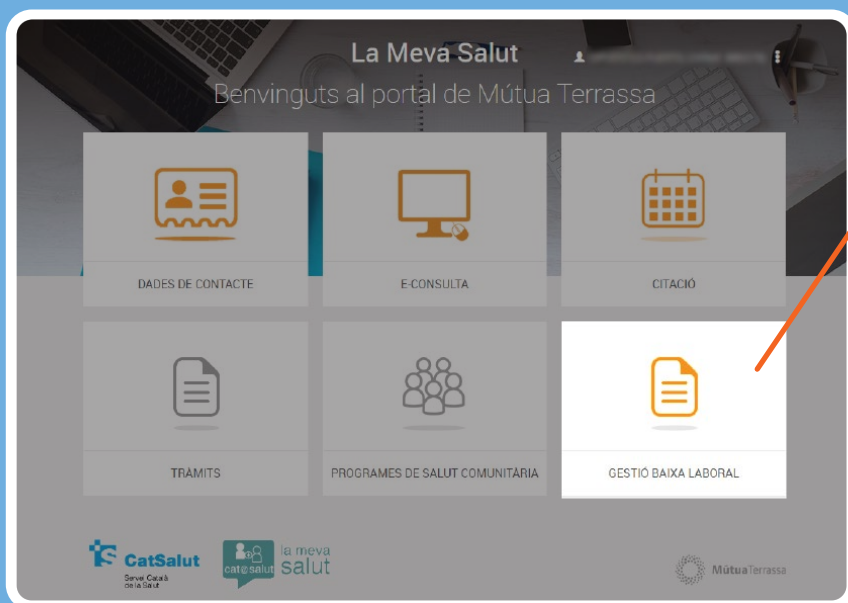 La Meva Salut
Benvinguts al portal de Mútua Terrassa
DADES DE CONTACTE
E-CONSULTA
CITACIÓ
TRÀMITS
PROGRAMES DE SALUT COMUNITÀRIA
GESTIÓ BAIXA LABORAL
CatSalut
Servei Català
de la Salut
cat@salut
la meva
salut
MútuaTerrassa